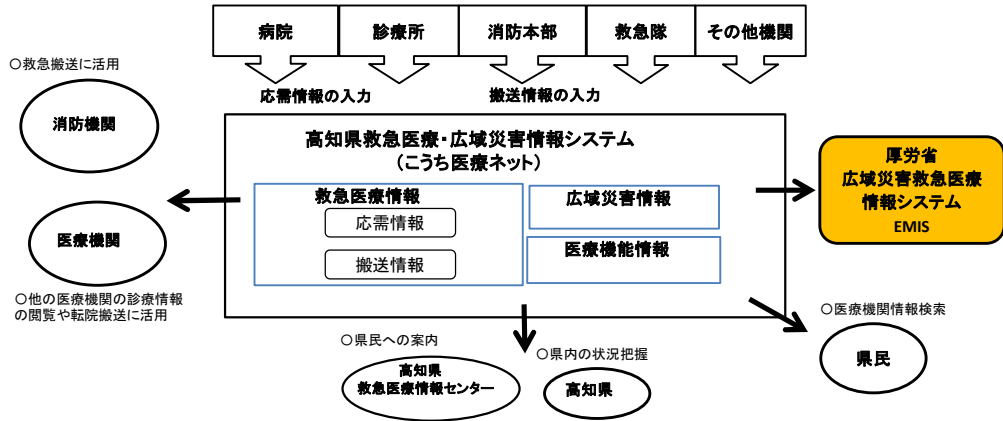 病院
診療所
消防本部
救急隊
その他機関
応需情報の入力
搬送情報の入力
○救急搬送に活用
消防機関
医療機関
○他の医療機関の診療情報
の閲覧や転院搬送に活用
高知県救急医療・広域災害情報システム
（こうち医療ネット）
救急医療情報
応需情報
搬送情報
広域災害情報
医療機能情報
厚労省
広域災害救急医療
情報システム
EMIS
○県民への案内
高知県
救急医療情報センター
○県内の状況把握
高知県
○医療機関情報検索
県民